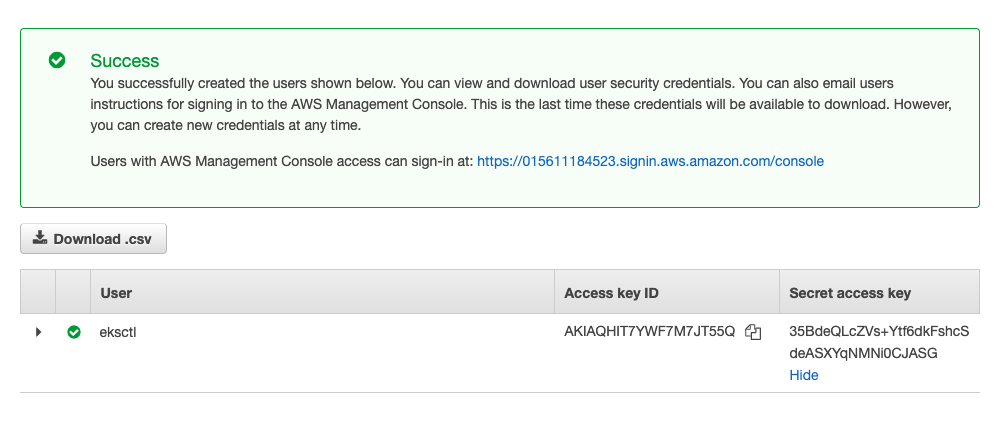 Success
You successfully created the users shown below. You can view and download user security credentials. You can also email users
instructions for signing in to the AWS Management Console. This is the last time these credentials will be available to download. However,
you can create new credentials at any time.
Users with AWS Management Console access can sign-in at: https://015611184523.signin.aws.amazon.com/console
Download .csv
User Access key ID Secret access key
eksctl AKIAQHIT7YWF7M7JT55Q 35BdeQLcZVs+Ytf6dkFshcS
deASXYqNMNi0CJASG
Hide